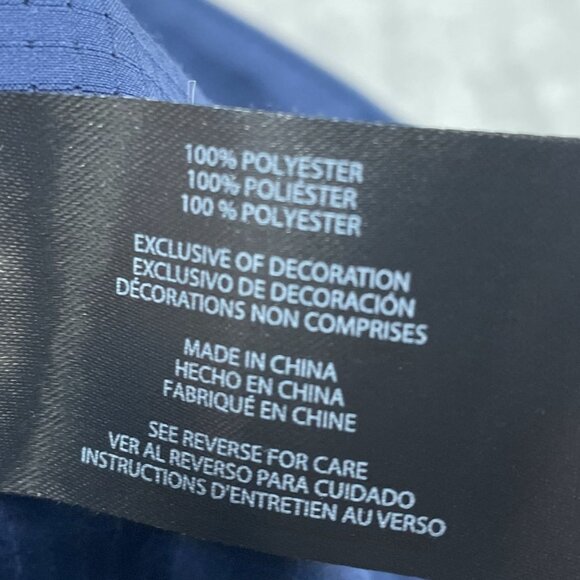 100% POLYESTER
100% POLIÉSTER
100 % POLYESTER
EXCLUSIVE OF DECORATION
EXCLUSIVO DE DECORACIÓN
DÉCORATIONS NON COMPRISES
MADE IN CHINA
HECHO EN CHINA
FABRIQUÉ EN CHINE
SEE REVERSE FOR CARE
VER AL REVERSO PARA CUIDADO
INSTRUCTIONS D'ENTRETIEN AU VERSO